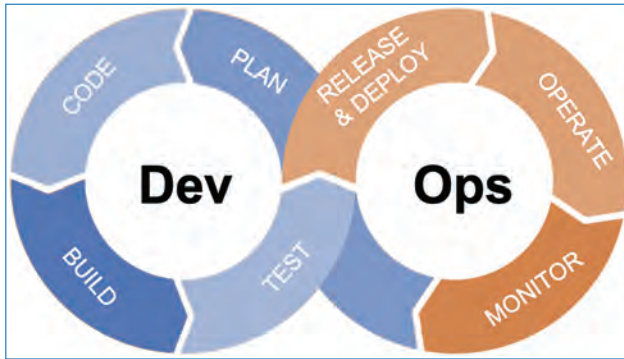 PLAN
CODE
BUILD
TEST
RELEASE
& DEPLOY
OPERATE
MONITOR
Dev
Ops